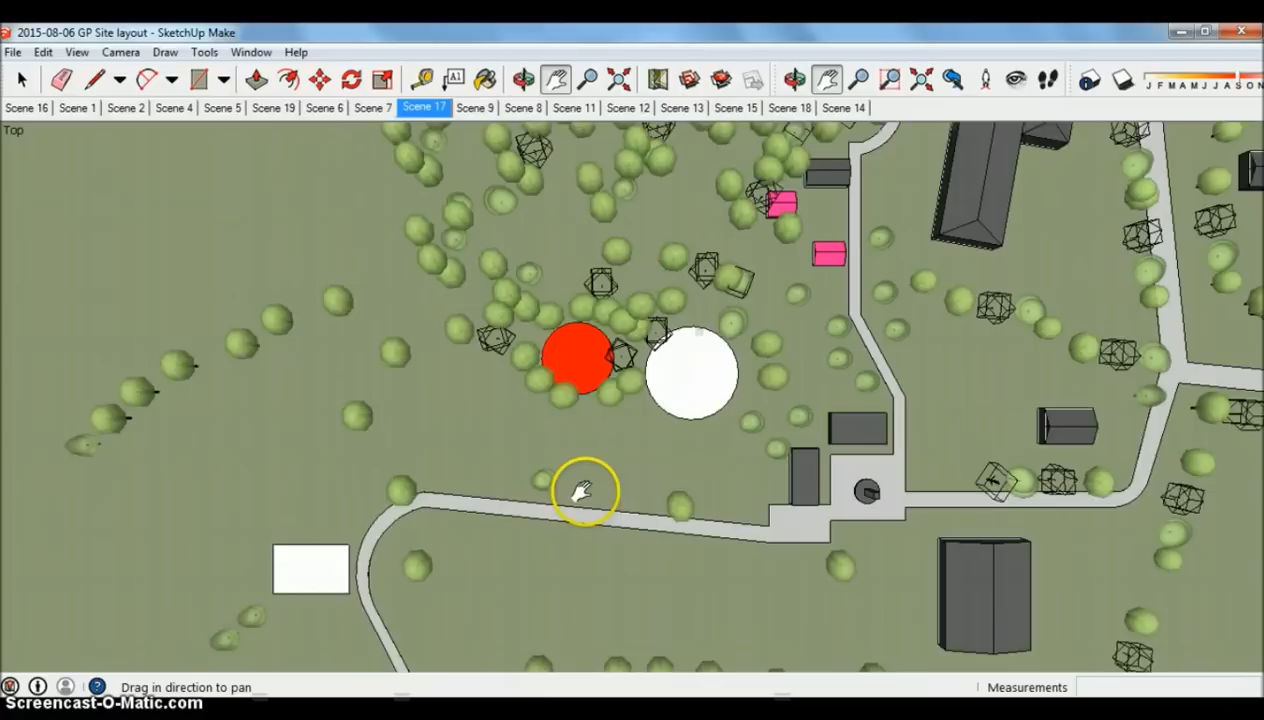 2015-08-06 GP Site layout - SketchUp Make
File Edit View Camera Draw Tools Window Help
A1
J F M A M J J A S O N
Scene 16 Scene 1 Scene 2 Scene 4 Scene 5 Scene 19 Scene 6 Scene 7 Scene 17 Scene 9 Scene 8 Scene 11 Scene 12 Scene 13 Scene 15 Scene 18 Scene 14
Top
Drag in direction to pan Measurements
Screencast-O-Matic.com